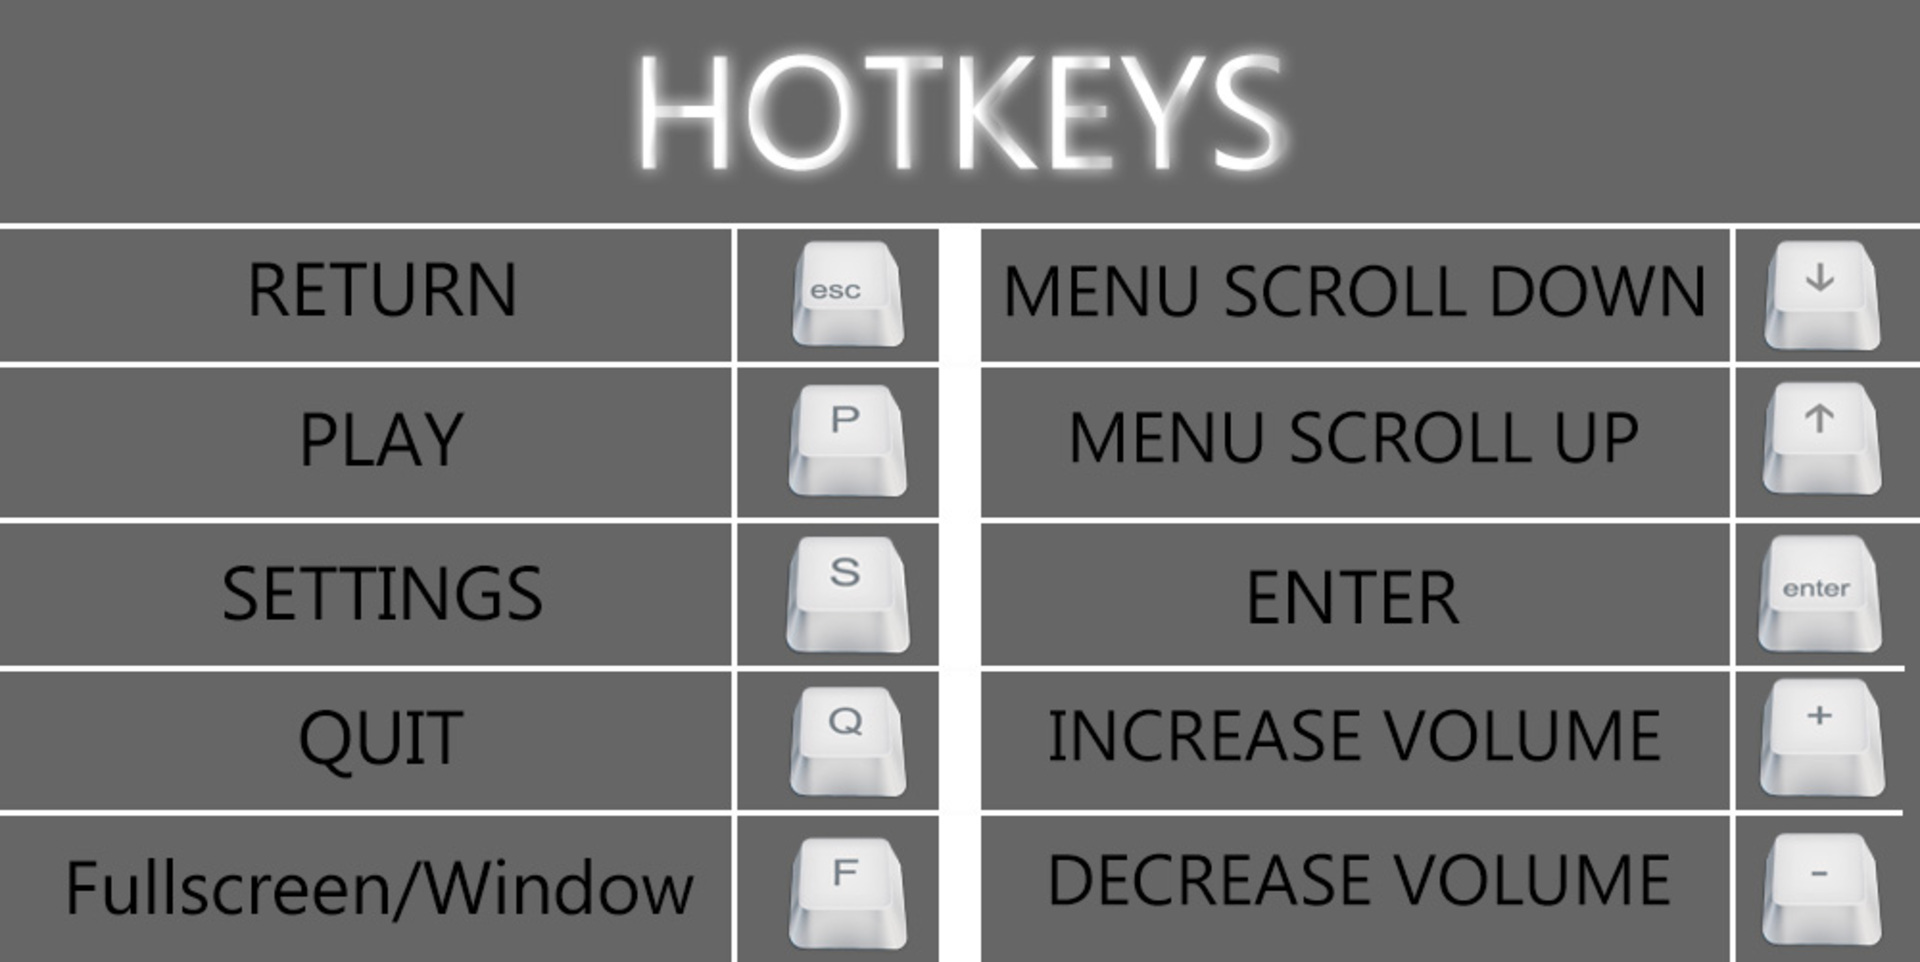 HOTKEYS
RETURN esc MENU SCROLL DOWN ↓
PLAY P MENU SCROLL UP ↑
SETTINGS S ENTER enter
QUIT Q INCREASE VOLUME +
Fullscreen/Window F DECREASE VOLUME -